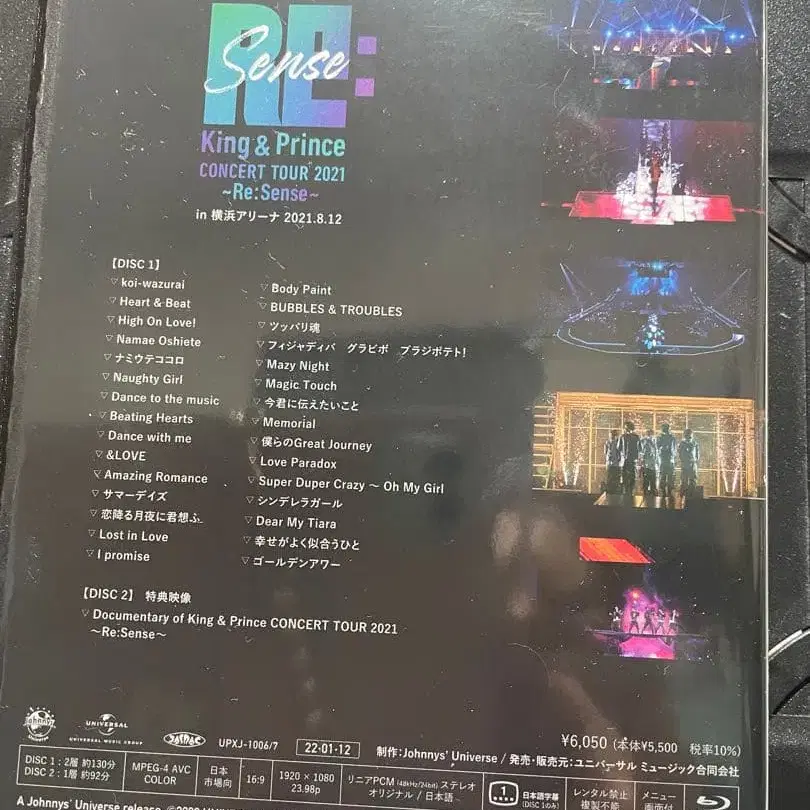 RE:
Sense
King & Prince
CONCERT TOUR 2021
~Re:Sense~
in 横浜アリーナ 2021.8.12
【DISC 1】
▽koi-wazurai
▽Heart & Beat
▽High On Love!
▽Namae Oshiete
▽ナミウテココロ
▽Naughty Girl
▽Dance to the music
▽Beating Hearts
▽Dance with me
▽&LOVE
▽Amazing Romance
▽サマーデイズ
▽恋降る月夜に君想ふ
▽Lost in Love
▽I promise
▽Body Paint
▽BUBBLES & TROUBLES
▽ツッパリ魂
▽フィジャディバ グラビボ ブラジポテト!
▽Mazy Night
▽Magic Touch
▽今君に伝えたいこと
▽Memorial
▽僕らのGreat Journey
▽Love Paradox
▽Super Duper Crazy ～ Oh My Girl
▽シンデレラガール
▽Dear My Tiara
▽幸せがよく似合うひと
▽ゴールデンアワー
【DISC 2】 特典映像
▽Documentary of King & Prince CONCERT TOUR 2021
～Re:Sense～
Johnnys'
Universe
UNIVERSAL
UNIVERSAL MUSIC GROUP
UPXJ-1006/7
22·01·12
¥6,050（本体¥5,500 税率10%）
制作:Johnnys' Universe / 発売・販売元:ユニバーサル ミュージック合同会社
DISC 1：2層 約130分
DISC 2：1層 約92分
MPEG-4 AVC
COLOR
日本
市場向
16:9
1920 × 1080
23.98p
リニアPCM (48kHz/24bit) ステレオ
オリジナル / 日本語
1
日本語字幕
(DISC 1のみ)
レンタル禁止
複製不能
メニュー
画面付
A Johnnys' Universe release.